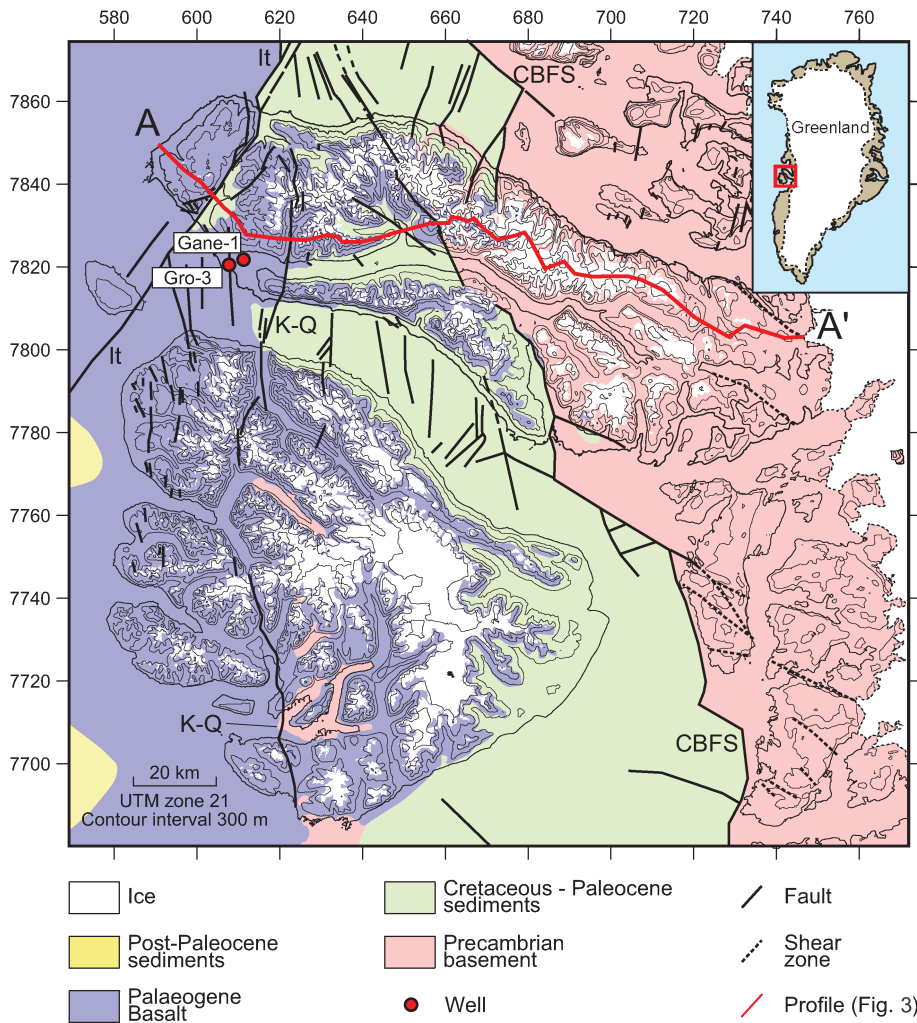 580 600 620 640 660 680 700 720 740 760
7860
7840
7820
7800
7780
7760
7740
7720
7700
It
CBFS
Greenland
A
Gane-1
Gro-3
K-Q
A'
It
K-Q
CBFS
20 km
UTM zone 21
Contour interval 300 m
Ice
Post-Paleocene
sediments
Palaeogene
Basalt
Cretaceous - Paleocene
sediments
Precambrian
basement
Well
Fault
Shear
zone
Profile (Fig. 3)